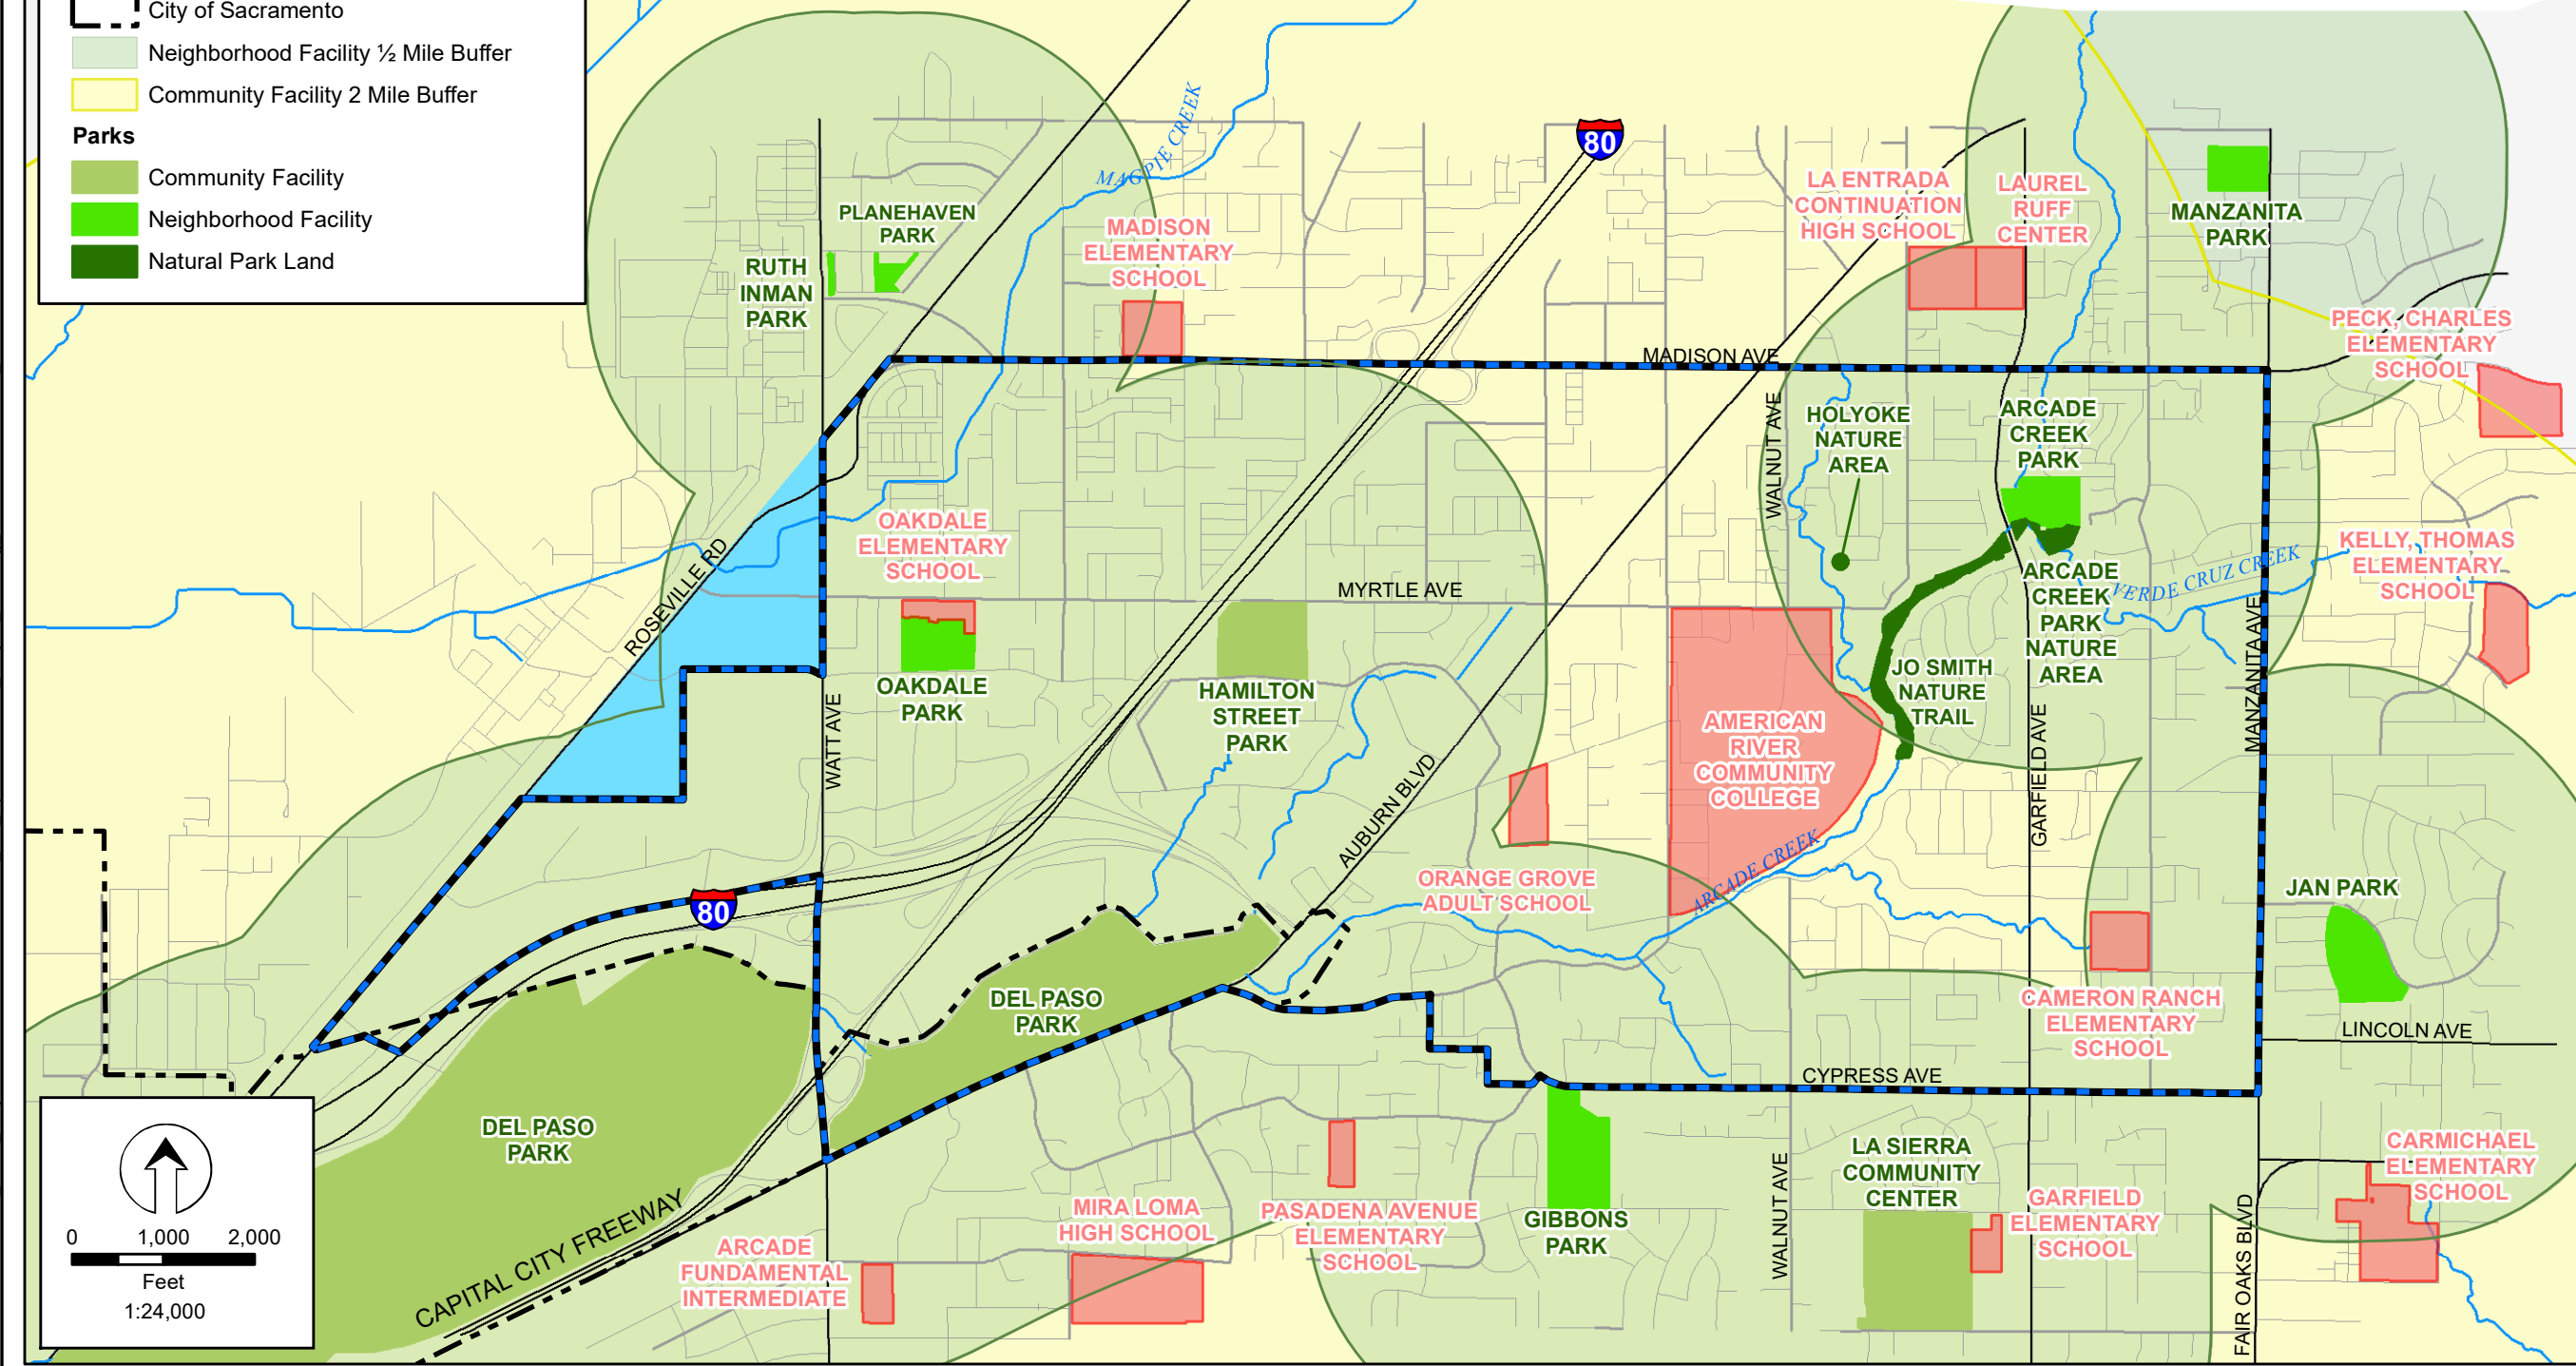 City of Sacramento
Neighborhood Facility ½ Mile Buffer
Community Facility 2 Mile Buffer
Parks
Community Facility
Neighborhood Facility
Natural Park Land
MAGPIE CREEK
80
PLANEHAVEN
PARK
RUTH
INMAN
PARK
MADISON
ELEMENTARY
SCHOOL
LA ENTRADA
CONTINUATION
HIGH SCHOOL
LAUREL
RUFF
CENTER
MANZANITA
PARK
PECK, CHARLES
ELEMENTARY
SCHOOL
MADISON AVE
WALNUT AVE
HOLYOKE
NATURE
AREA
ARCADE
CREEK
PARK
OAKDALE
ELEMENTARY
SCHOOL
ROSEVILLE RD
MYRTLE AVE
ARCADE
CREEK
PARK
NATURE
AREA
VERDE CRUZ CREEK
KELLY, THOMAS
ELEMENTARY
SCHOOL
MANZANITA AVE
OAKDALE
PARK
WATT AVE
HAMILTON
STREET
PARK
JO SMITH
NATURE
TRAIL
AMERICAN
RIVER
COMMUNITY
COLLEGE
GARFIELD AVE
AUBURN BLVD
ARCADE CREEK
ORANGE GROVE
ADULT SCHOOL
JAN PARK
80
DEL PASO
PARK
CAMERON RANCH
ELEMENTARY
SCHOOL
LINCOLN AVE
CYPRESS AVE
DEL PASO
PARK
LA SIERRA
COMMUNITY
CENTER
CARMICHAEL
ELEMENTARY
SCHOOL
WALNUT AVE
MIRA LOMA
HIGH SCHOOL
PASADENA AVENUE
ELEMENTARY
SCHOOL
GIBBONS
PARK
GARFIELD
ELEMENTARY
SCHOOL
FAIR OAKS BLVD
CAPITAL CITY FREEWAY
ARCADE
FUNDAMENTAL
INTERMEDIATE
0 1,000 2,000
Feet
1:24,000